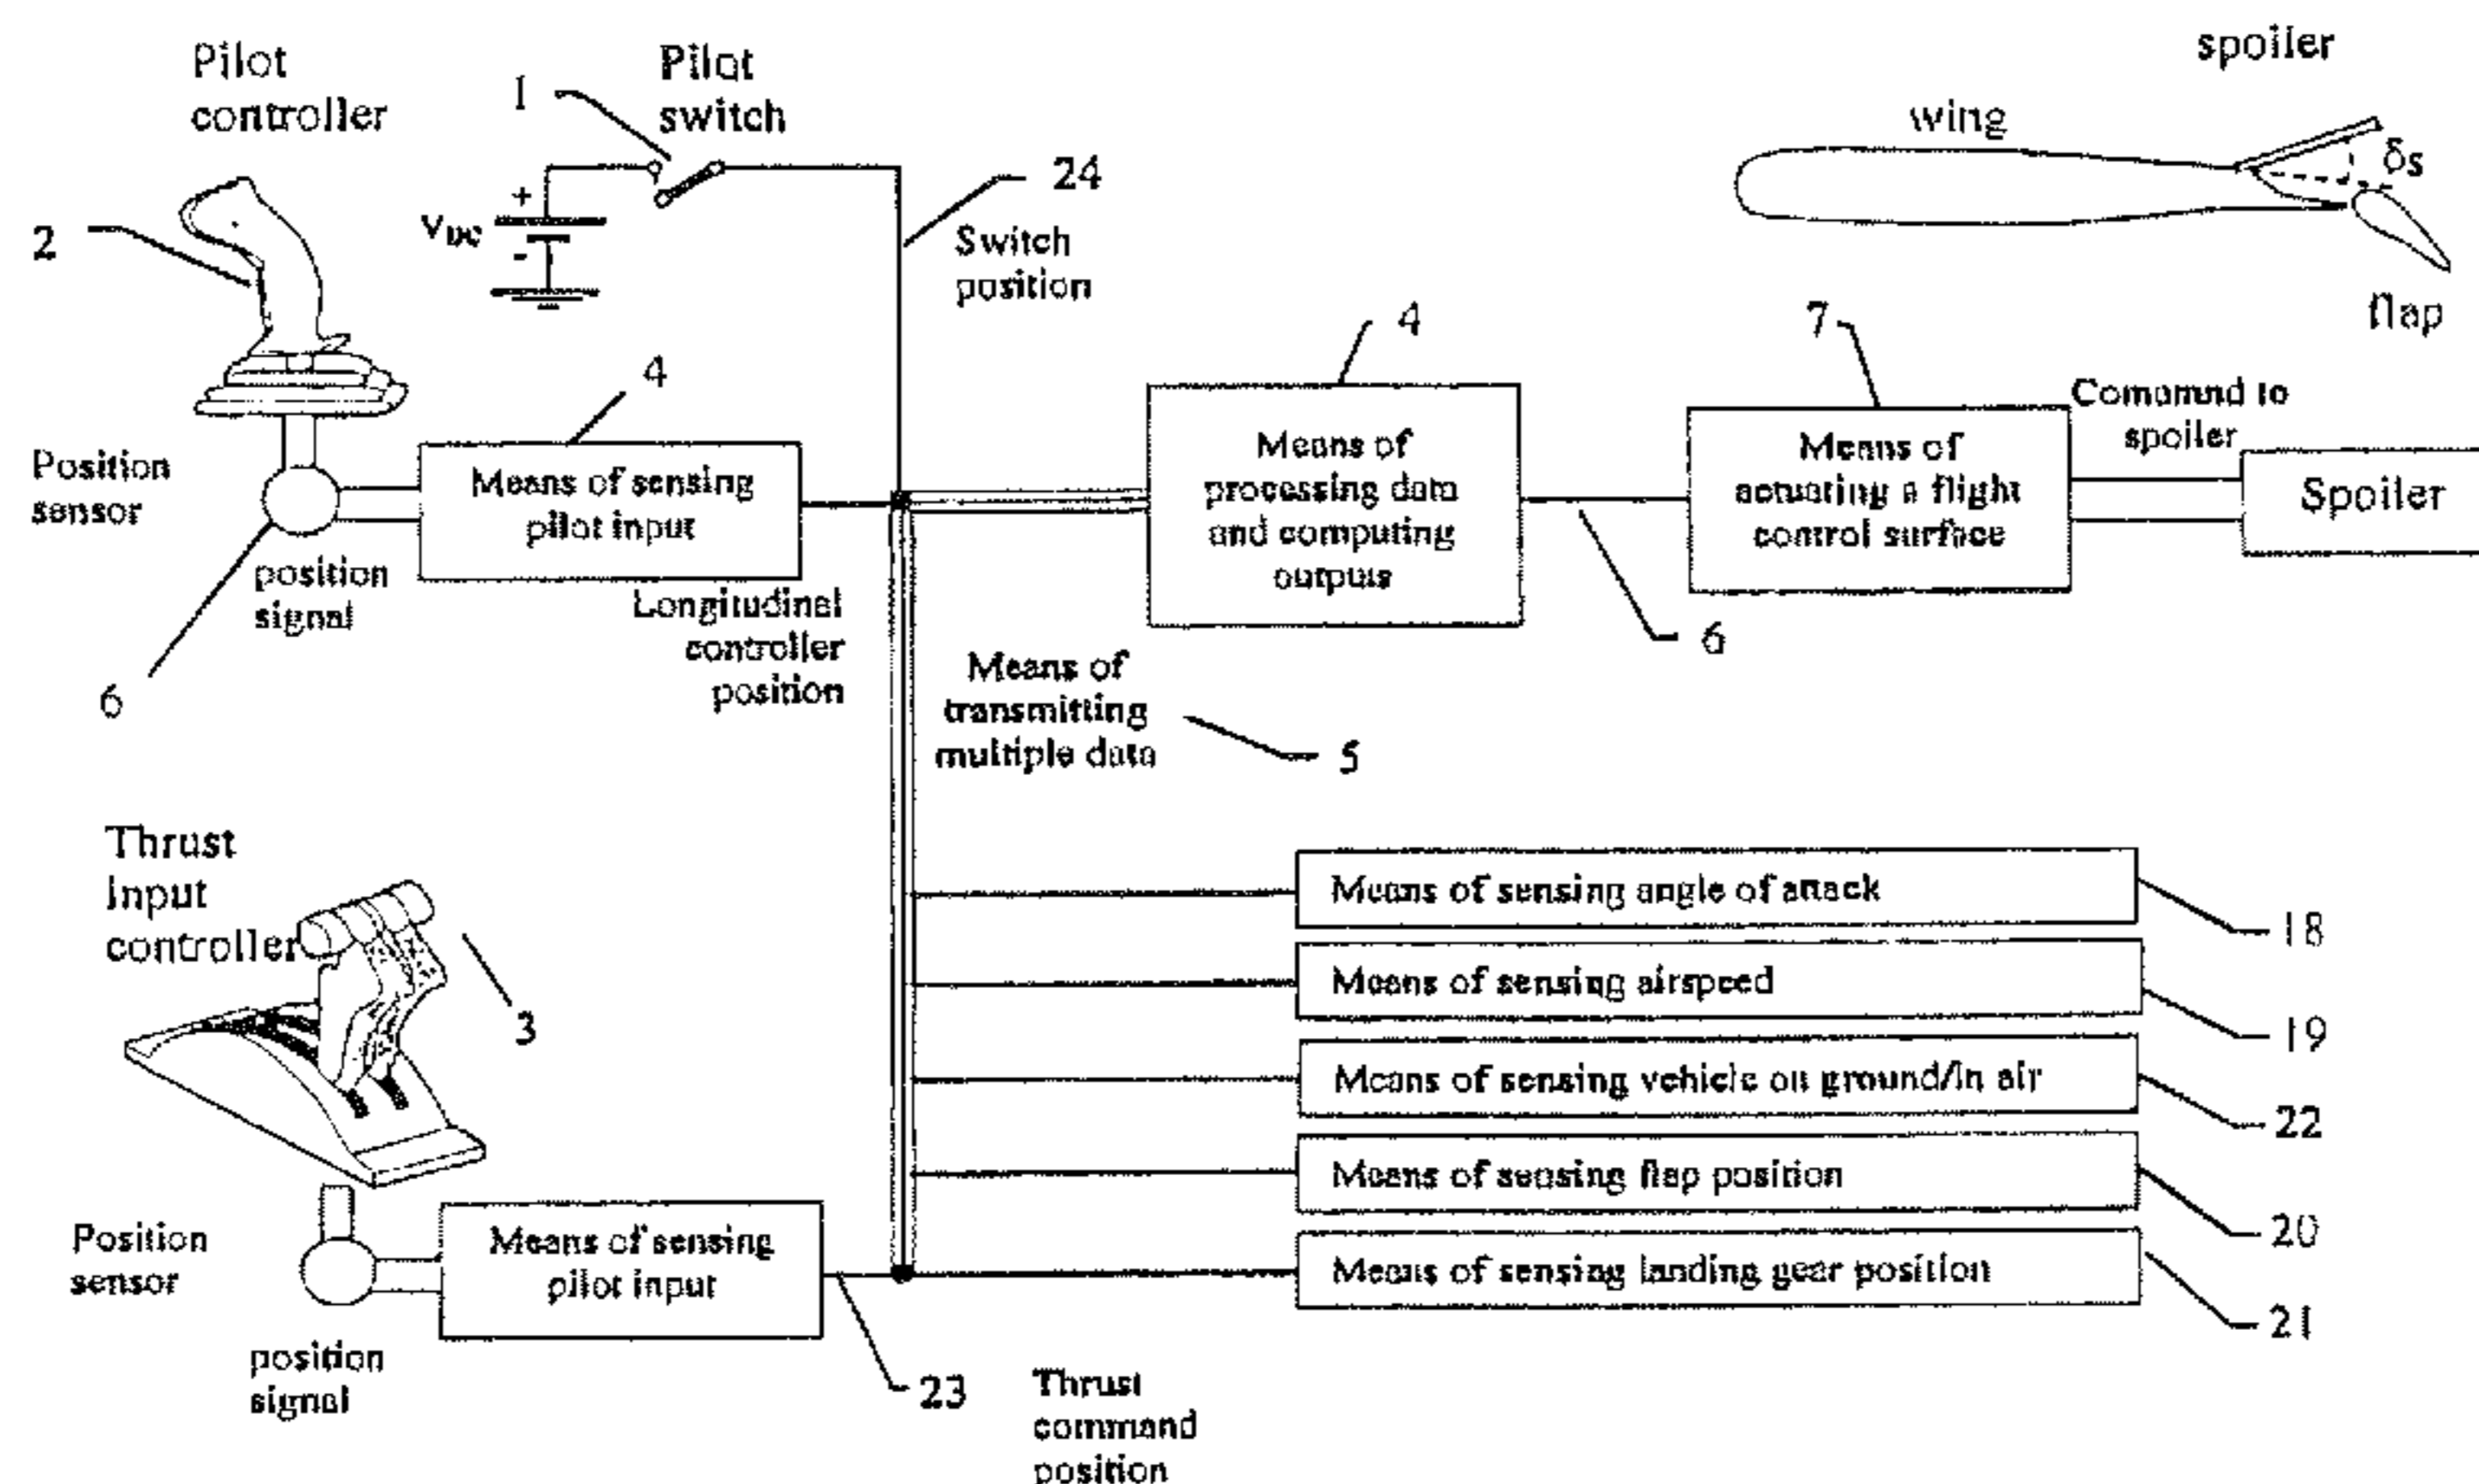 Pilot
controller
1
Pilot
switch
2
+
VDC
-
24
Switch
position
spoiler
wing
δs
flap
4
Position
sensor
Means of sensing
pilot input
position
signal
6
Longitudinal
controller
position
4
Means of
processing data
and computing
outputs
6
7
Means of
actuating a flight
control surface
Comamnd to
spoiler
Spoiler
Means of
transmitting
multiple data
5
Thrust
Input
controller
3
Position
sensor
position
signal
Means of sensing
pilot input
23
Thrust
command
position
Means of sensing angle of attack
18
Means of sensing airspeed
19
Means of sensing vehicle on ground/in air
22
Means of sensing flap position
20
Means of sensing landing gear position
21